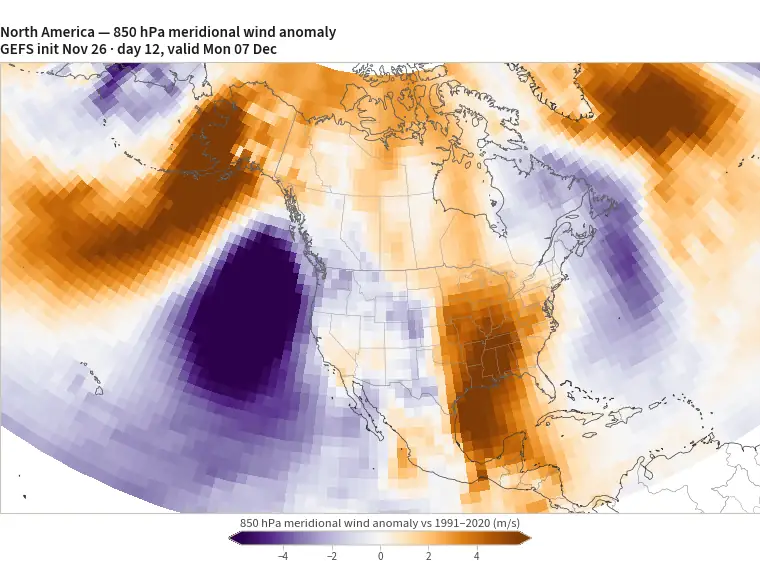 North America — 850 hPa meridional wind anomaly
GEFS init Nov 26 · day 12, valid Mon 07 Dec
850 hPa meridional wind anomaly vs 1991–2020 (m/s)
−4 −2 0 2 4